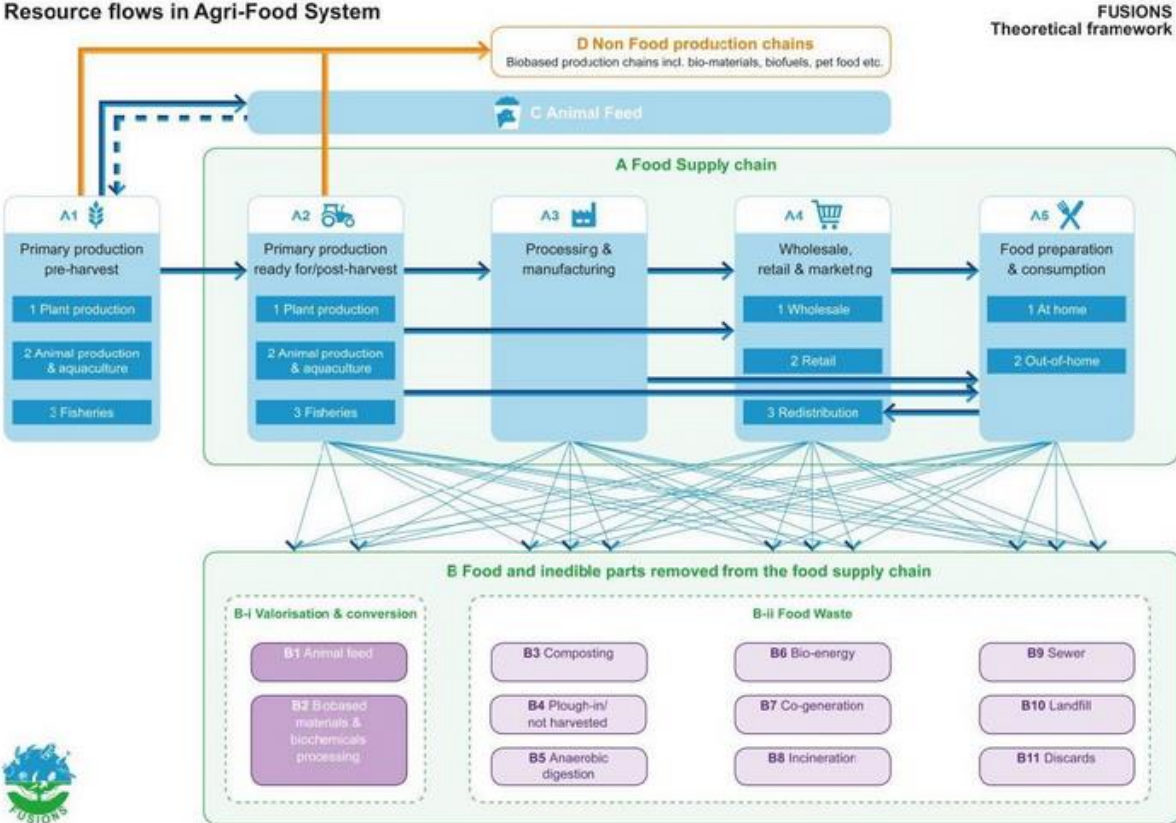 Resource flows in Agri-Food System
FUSIONS
Theoretical framework
D Non Food production chains
Biobased production chains incl. bio-materials, biofuels, pet food etc.
C Animal Feed
A Food Supply chain
A1
Primary production
pre-harvest
1 Plant production
2 Animal production
& aquaculture
3 Fisheries
A2
Primary production
ready for/post-harvest
1 Plant production
2 Animal production
& aquaculture
3 Fisheries
A3
Processing &
manufacturing
A4
Wholesale,
retail & marketing
1 Wholesale
2 Retail
3 Redistribution
A5
Food preparation
& consumption
1 At home
2 Out-of-home
B Food and inedible parts removed from the food supply chain
B-i Valorisation & conversion
B1 Animal feed
B2 Biobased
materials &
biochemicals
processing
B-ii Food Waste
B3 Composting
B4 Plough-in/
not harvested
B5 Anaerobic
digestion
B6 Bio-energy
B7 Co-generation
B8 Incineration
B9 Sewer
B10 Landfill
B11 Discards
FUSIONS